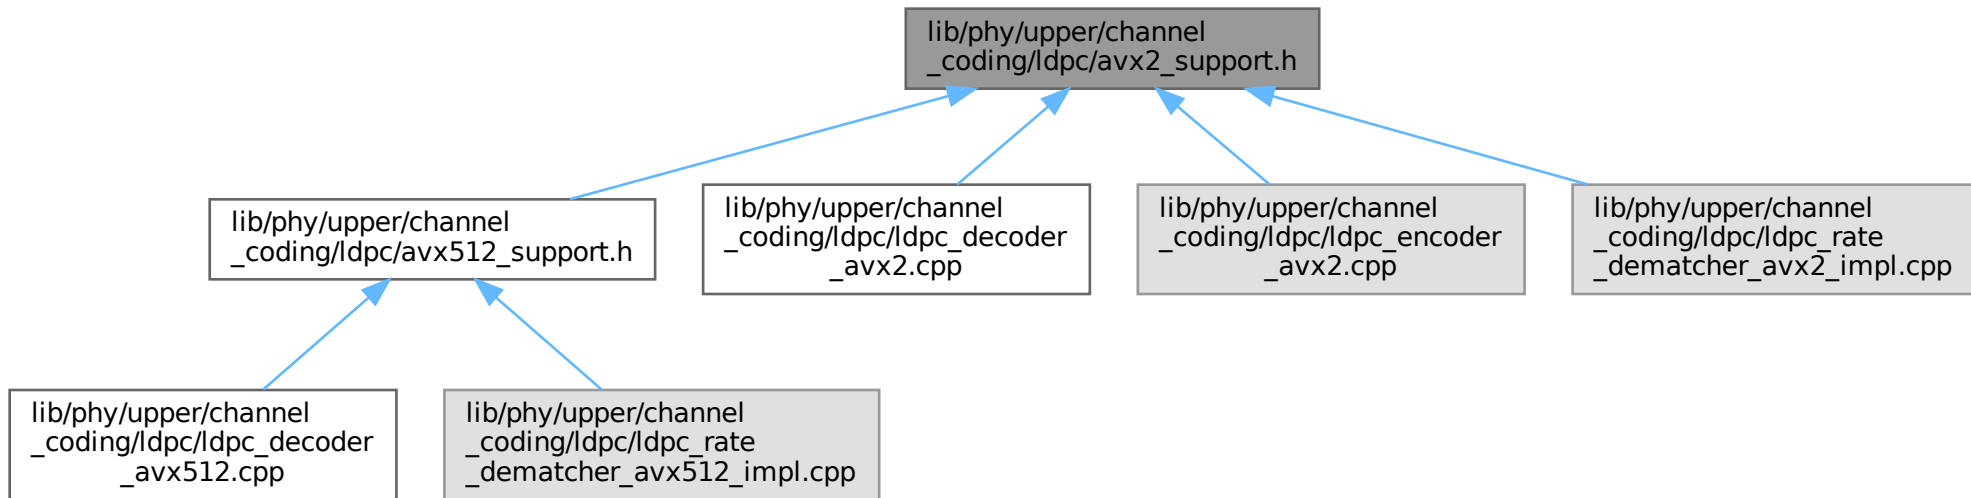 lib/phy/upper/channel
_coding/ldpc/avx2_support.h
lib/phy/upper/channel
_coding/ldpc/avx512_support.h
lib/phy/upper/channel
_coding/ldpc/ldpc_decoder
_avx2.cpp
lib/phy/upper/channel
_coding/ldpc/ldpc_encoder
_avx2.cpp
lib/phy/upper/channel
_coding/ldpc/ldpc_rate
_dematcher_avx2_impl.cpp
lib/phy/upper/channel
_coding/ldpc/ldpc_decoder
_avx512.cpp
lib/phy/upper/channel
_coding/ldpc/ldpc_rate
_dematcher_avx512_impl.cpp